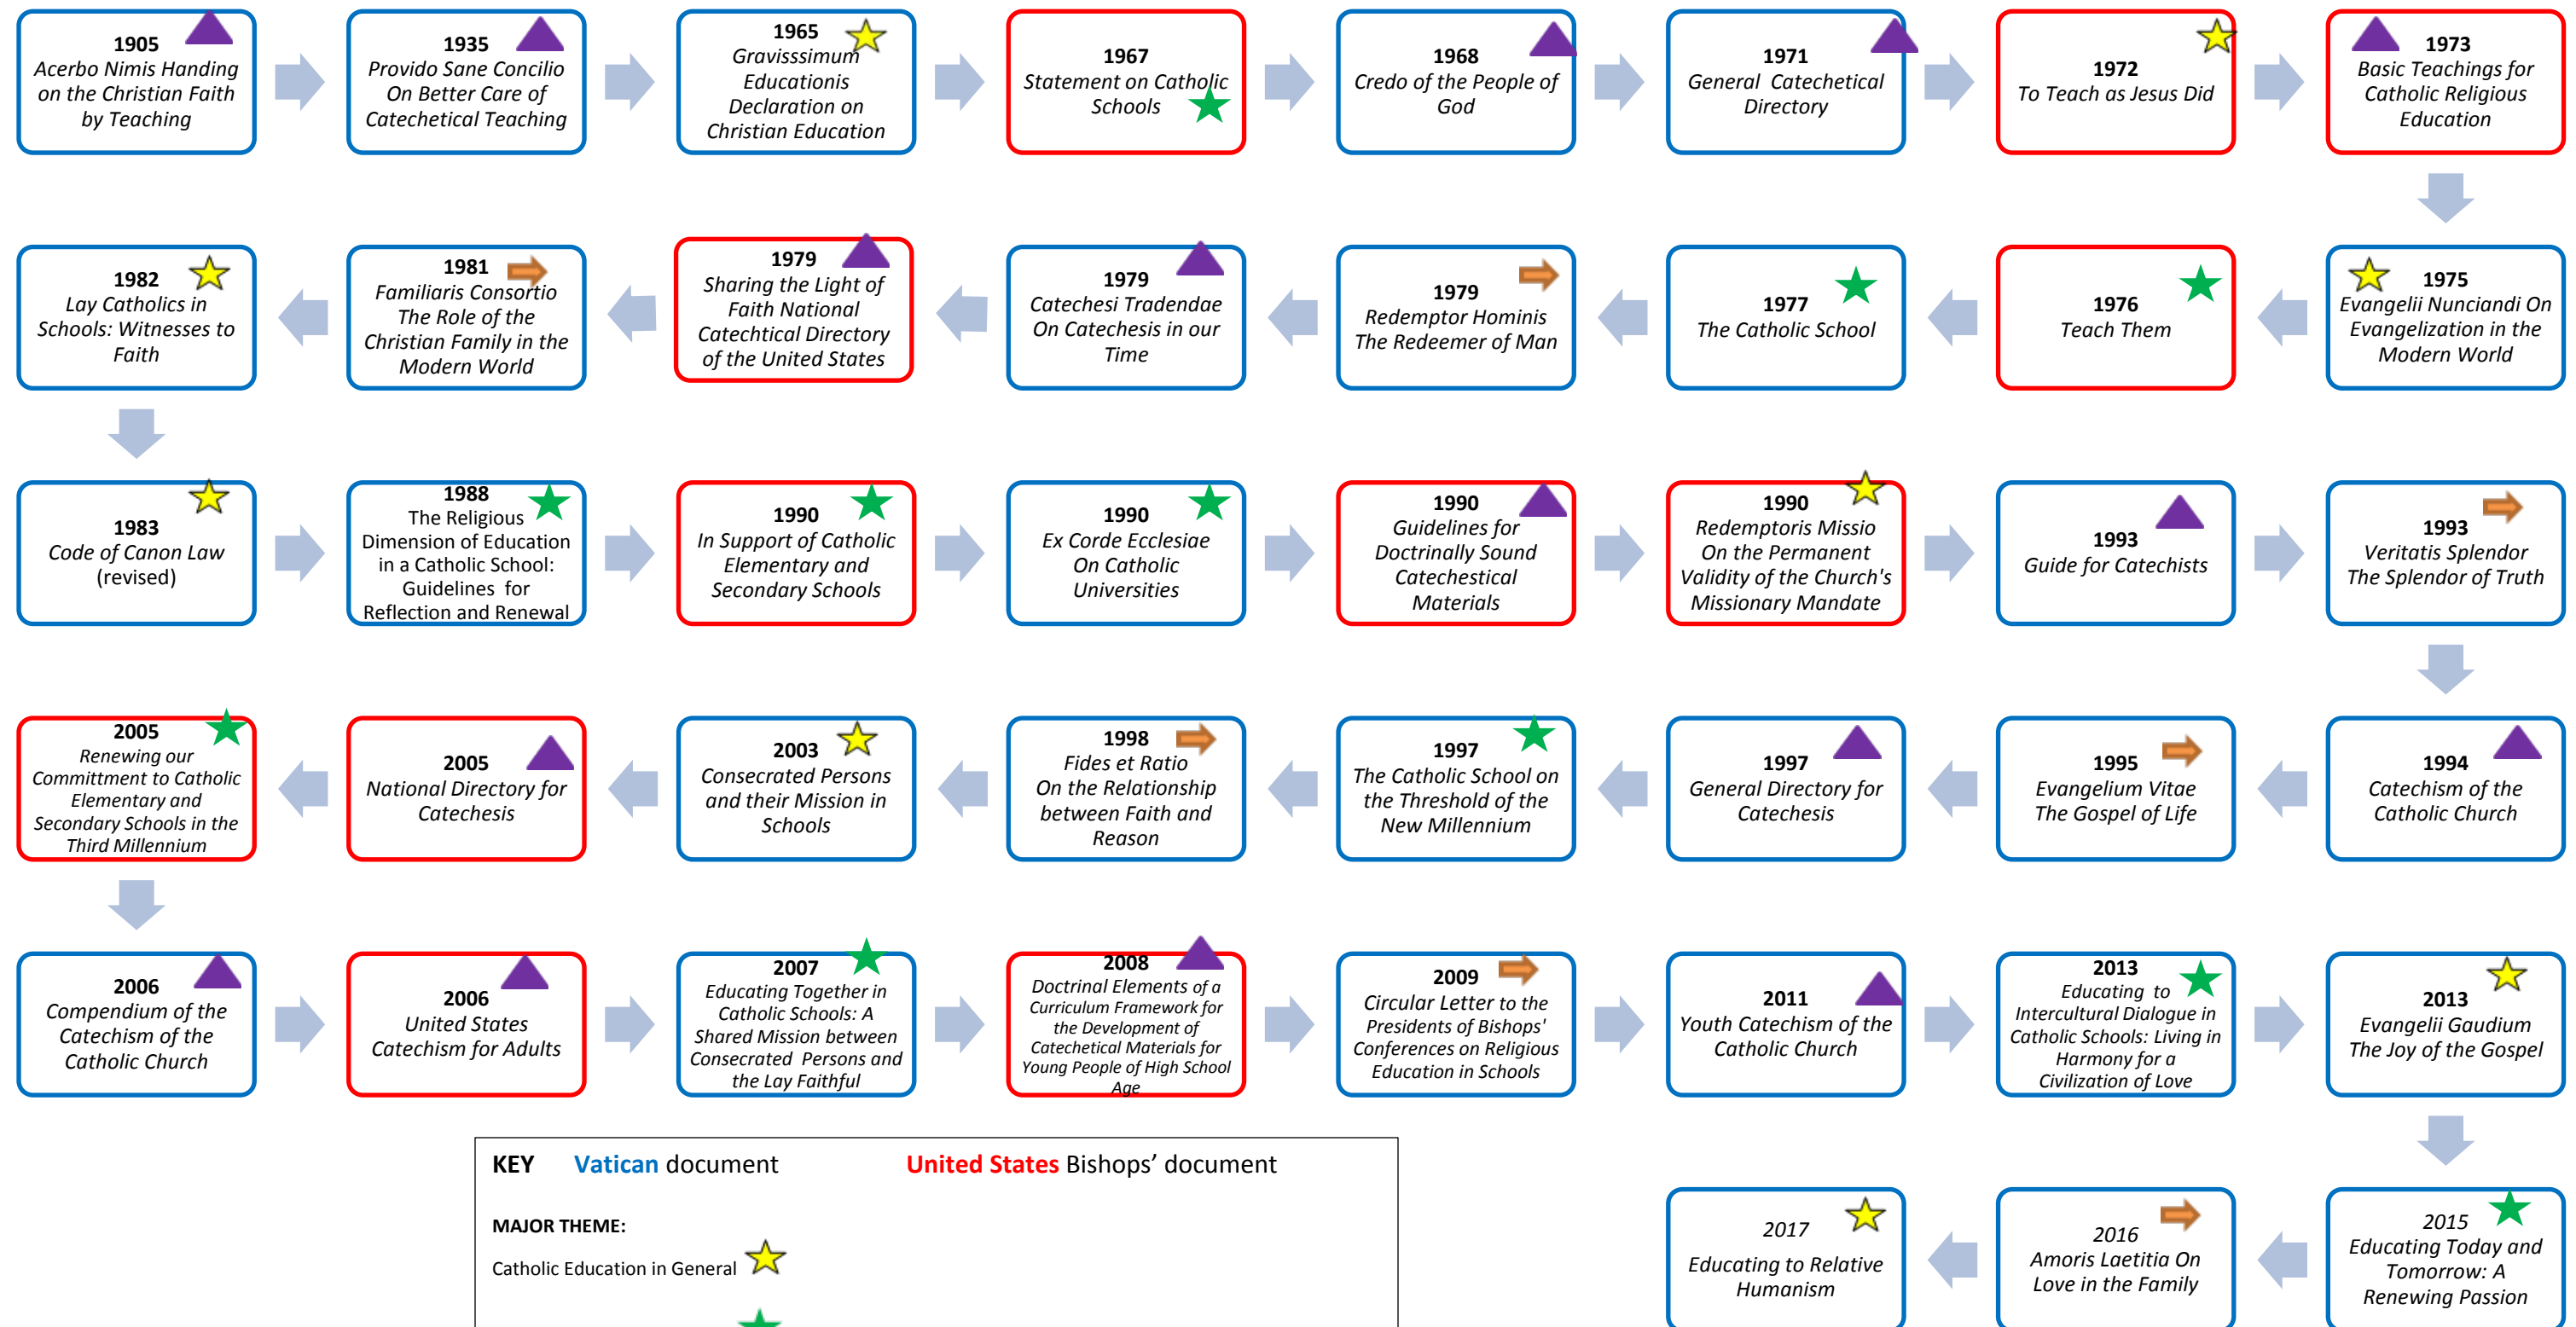 1905
Acerbo Nimis Handing
on the Christian Faith
by Teaching
1935
Provido Sane Concilio
On Better Care of
Catechetical Teaching
1965
Gravisssimum
Educationis
Declaration on
Christian Education
1967
Statement on Catholic
Schools
1968
Credo of the People of
God
1971
General Catechetical
Directory
1972
To Teach as Jesus Did
1973
Basic Teachings for
Catholic Religious
Education
1975
Evangelii Nunciandi On
Evangelization in the
Modern World
1976
Teach Them
1977
The Catholic School
1979
Redemptor Hominis
The Redeemer of Man
1979
Catechesi Tradendae
On Catechesis in our
Time
1979
Sharing the Light of
Faith National
Catechtical Directory
of the United States
1981
Familiaris Consortio
The Role of the
Christian Family in the
Modern World
1982
Lay Catholics in
Schools: Witnesses to
Faith
1983
Code of Canon Law
(revised)
1988
The Religious
Dimension of Education
in a Catholic School:
Guidelines for
Reflection and Renewal
1990
In Support of Catholic
Elementary and
Secondary Schools
1990
Ex Corde Ecclesiae
On Catholic
Universities
1990
Guidelines for
Doctrinally Sound
Catechestical
Materials
1990
Redemptoris Missio
On the Permanent
Validity of the Church's
Missionary Mandate
1993
Guide for Catechists
1993
Veritatis Splendor
The Splendor of Truth
1994
Catechism of the
Catholic Church
1995
Evangelium Vitae
The Gospel of Life
1997
General Directory for
Catechesis
1997
The Catholic School on
the Threshold of the
New Millennium
1998
Fides et Ratio
On the Relationship
between Faith and
Reason
2003
Consecrated Persons
and their Mission in
Schools
2005
National Directory for
Catechesis
2005
Renewing our
Committment to Catholic
Elementary and
Secondary Schools in the
Third Millennium
2006
Compendium of the
Catechism of the
Catholic Church
2006
United States
Catechism for Adults
2007
Educating Together in
Catholic Schools: A
Shared Mission between
Consecrated Persons and
the Lay Faithful
2008
Doctrinal Elements of a
Curriculum Framework for
the Development of
Catechetical Materials for
Young People of High School
Age
2009
Circular Letter to the
Presidents of Bishops'
Conferences on Religious
Education in Schools
2011
Youth Catechism of the
Catholic Church
2013
Educating to
Intercultural Dialogue in
Catholic Schools: Living in
Harmony for a
Civilization of Love
2013
Evangelii Gaudium
The Joy of the Gospel
2015
Educating Today and
Tomorrow: A
Renewing Passion
2016
Amoris Laetitia On
Love in the Family
2017
Educating to Relative
Humanism
KEY Vatican document United States Bishops’ document
MAJOR THEME:
Catholic Education in General